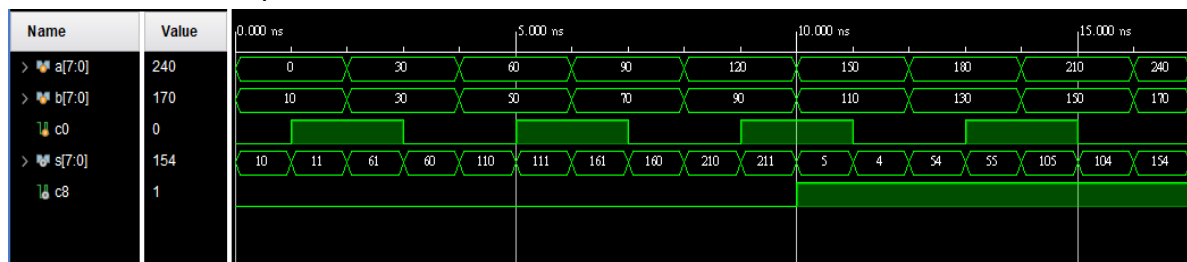 Name Value 0.000 ns 5.000 ns 10.000 ns 15.000 ns
> a[7:0] 240 0 30 60 90 120 150 180 210 240
> b[7:0] 170 10 30 50 70 90 110 130 150 170
c0 0
> s[7:0] 154 10 11 61 60 110 111 161 160 210 211 5 4 54 55 105 104 154
c8 1